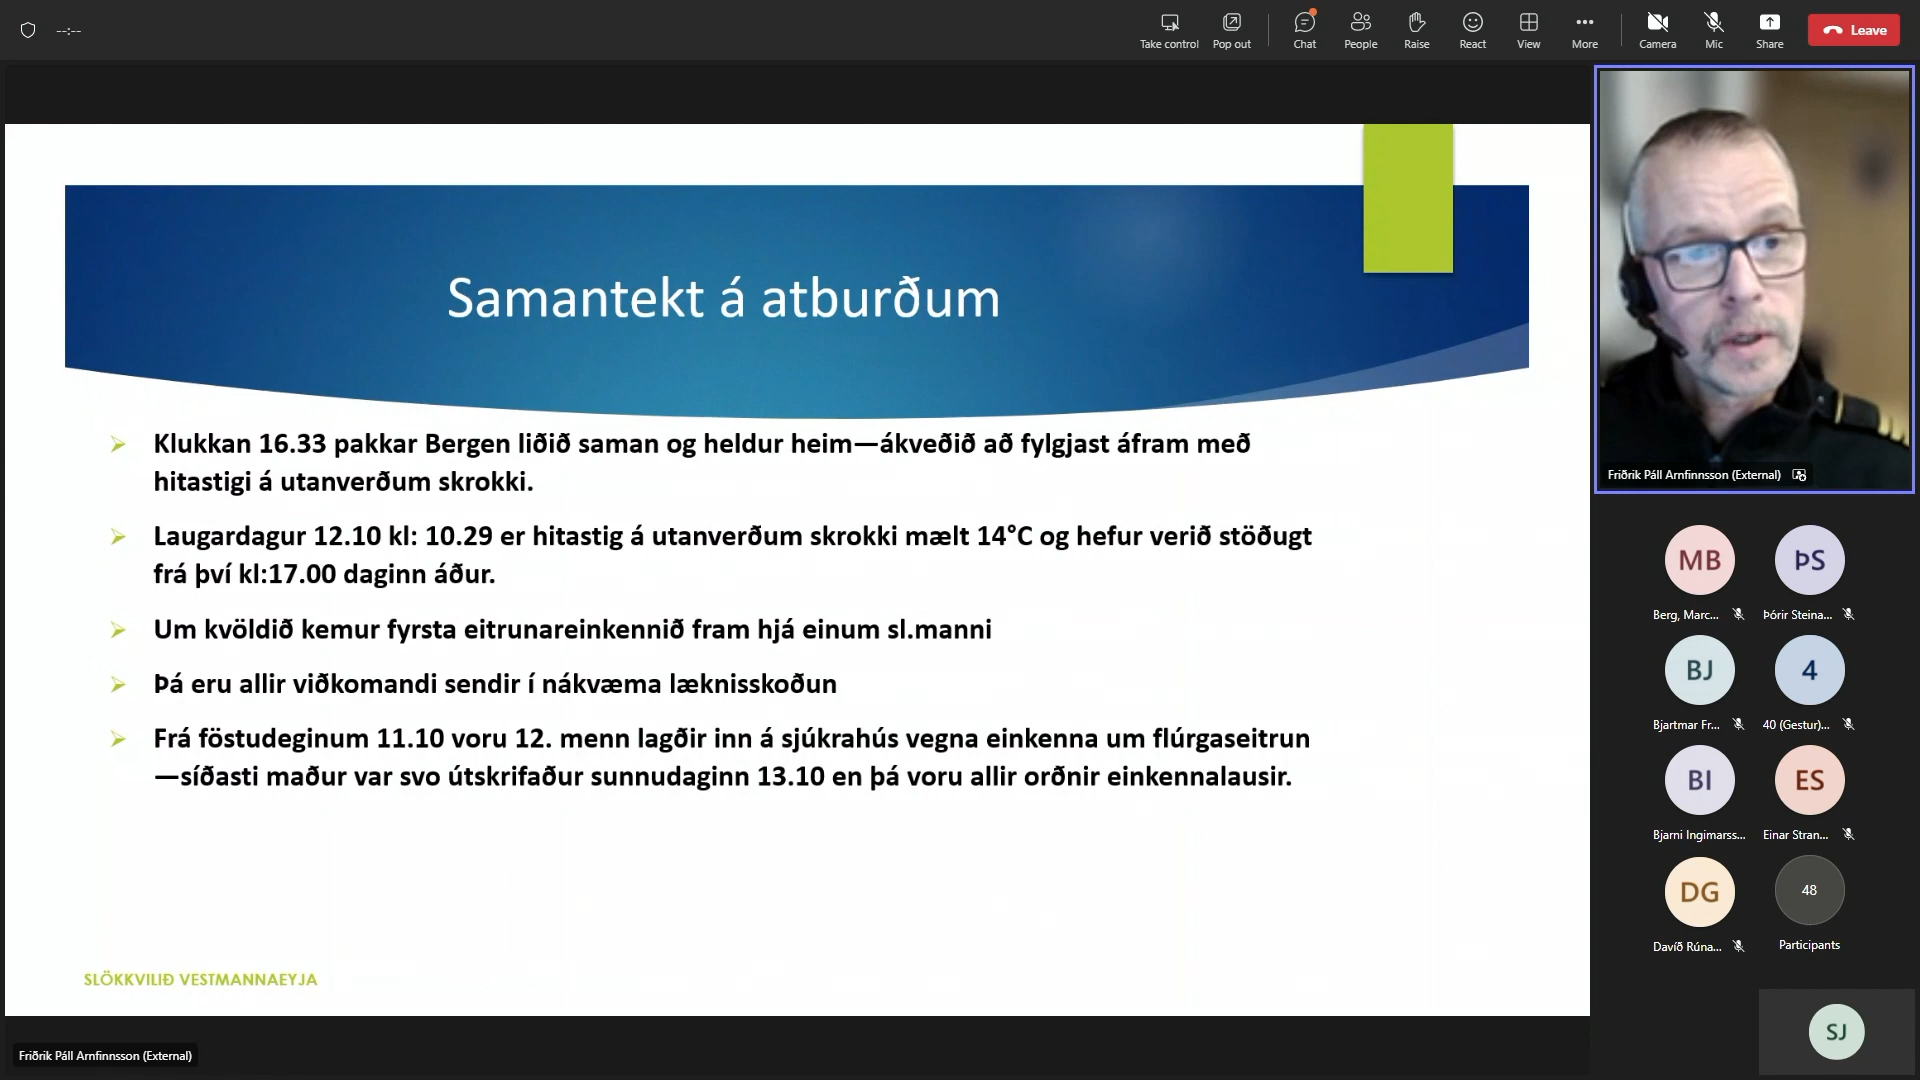 --:--
Take control
Pop out
Chat
People
Raise
React
View
More
Camera
Mic
Share
Leave
Samantekt á atburðum
Klukkan 16.33 pakkar Bergen liðið saman og heldur heim—ákveðið að fylgjast áfram með
hitastigi á utanverðum skrokki.
Laugardagur 12.10 kl: 10.29 er hitastig á utanverðum skrokki mælt 14°C og hefur verið stöðugt
frá því kl:17.00 daginn áður.
Um kvöldið kemur fyrsta eitrunareinkennið fram hjá einum sl.manni
Þá eru allir viðkomandi sendir í nákvæma læknisskoðun
Frá föstudeginum 11.10 voru 12. menn lagðir inn á sjúkrahús vegna einkenna um flúrgaseitrun
—síðasti maður var svo útskrifaður sunnudaginn 13.10 en þá voru allir orðnir einkennalausir.
SLÖKKVILIÐ VESTMANNAEYJA
Friðrik Páll Arnfinnsson (External)
Friðrik Páll Arnfinnsson (External)
MB
ÞS
Berg, Marc...
Þórir Steina...
BJ
4
Bjartmar Fr...
40 (Gestur)...
BI
ES
Bjarni Ingimarss...
Einar Stran...
DG
48
Davíð Rúna...
Participants
SJ